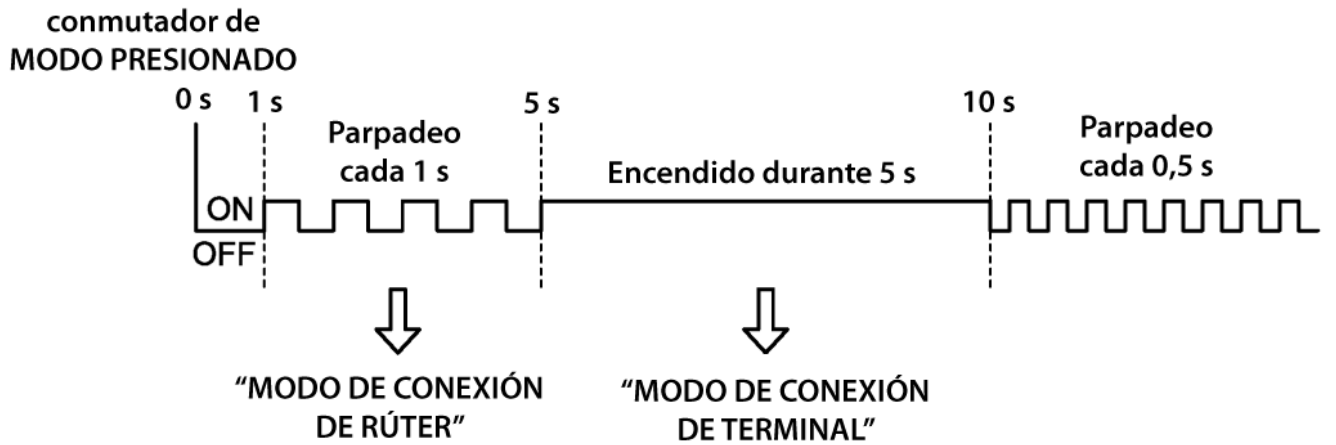 conmutador de
MODO PRESIONADO
0 s
1 s
5 s
10 s
Parpadeo
cada 1 s
Encendido durante 5 s
Parpadeo
cada 0,5 s
ON
OFF
“MODO DE CONEXIÓN
DE RÚTER”
“MODO DE CONEXIÓN
DE TERMINAL”